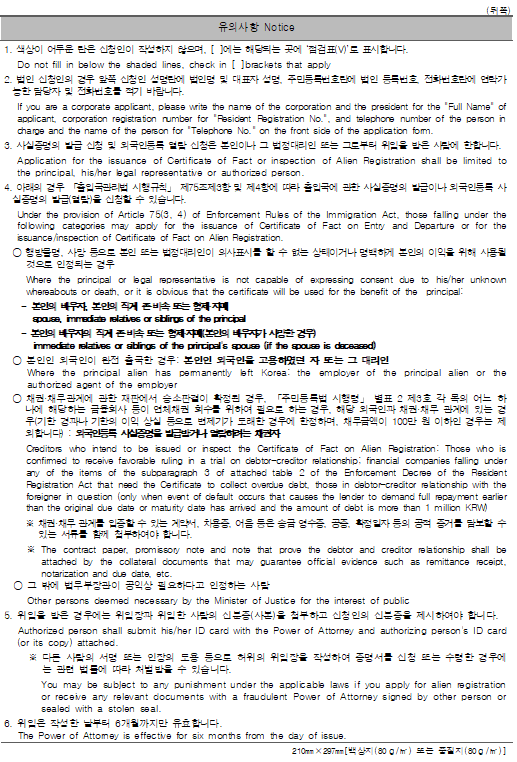 (뒤쪽)
유의사항 Notice
1. 색상이 어두운 란은 신청인이 작성하지 않으며, [ ]에는 해당되는 곳에 '점검표(V)'로 표시합니다.
Do not fill in below the shaded lines, check in [ ]brackets that apply
2. 법인 신청인의 경우 앞쪽 신청인 성명란에 법인명 및 대표자 성명, 주민등록번호란에 법인 등록번호, 전화번호란에 연락가
능한 담당자 및 전화번호를 적기 바랍니다.
If you are a corporate applicant, please write the name of the corporation and the president for the "Full Name" of
applicant, corporation registration number for "Resident Registration No.", and telephone number of the person in
charge and the name of the person for "Telephone No." on the front side of the application form.
3. 사실증명의 발급 신청 및 외국인등록 열람 신청은 본인이나 그 법정대리인 또는 그로부터 위임을 받은 사람에 한합니다.
Application for the issuance of Certificate of Fact or inspection of Alien Registration shall be limited to
the principal, his/her legal representative or authorized person.
4. 아래의 경우 「출입국관리법 시행규칙」 제75조제3항 및 제4항에 따라 출입국에 관한 사실증명의 발급이나 외국인등록 사
실증명의 발급(열람)을 신청할 수 있습니다.
Under the provision of Article 75(3, 4) of Enforcement Rules of the Immigration Act, those falling under the
following categories may apply for the issuance of Certificate of Fact on Entry and Departure or for the
issuance/inspection of Certificate of Fact on Alien Registration.
○ 행방불명, 사망 등으로 본인 또는 법정대리인이 의사표시를 할 수 없는 상태이거나 명백하게 본인의 이익을 위해 사용될
것으로 인정되는 경우
Where the principal or legal representative is not capable of expressing consent due to his/her unknown
whereabouts or death, or it is obvious that the certificate will be used for the benefit of the principal:
- 본인의 배우자, 본인의 직계 존·비속 또는 형제 자매
spouse, immediate relatives or siblings of the principal
- 본인의 배우자의 직계 존·비속 또는 형제·자매(본인의 배우자가 사망한 경우)
immediate relatives or siblings of the principal's spouse (if the spouse is deceased)
○ 본인인 외국인이 완전 출국한 경우: 본인인 외국인을 고용하였던 자 또는 그 대리인
Where the principal alien has permanently left Korea: the employer of the principal alien or the
authorized agent of the employer
○ 채권·채무관계에 관한 재판에서 승소판결이 확정된 경우, 「주민등록법 시행령」 별표 2 제3호 각 목의 어느 하
나에 해당하는 금융회사 등이 연체채권 회수를 위하여 필요로 하는 경우, 해당 외국인과 채권·채무 관계에 있는 경
우(기한 경과나 기한의 이익 상실 등으로 변제기가 도래한 경우에 한정하며, 채무금액이 100만 원 이하인 경우는 제
외합니다) : 외국인등록 사실증명을 발급받거나 열람하려는 채권자
Creditors who intend to be issued or inspect the Certificate of Fact on Alien Registration: Those who is
confirmed to receive favorable ruling in a trial on debtor-creditor relationship; financial companies falling under
any of the items of the subparagraph 3 of attached table 2 of the Enforcement Decree of the Resident
Registration Act that need the Certificate to collect overdue debt, those in debtor-creditor relationship with the
foreigner in question (only when event of default occurs that causes the lender to demand full repayment earlier
than the original due date or maturity date has arrived and the amount of debt is more than 1 million KRW)
※ 채권·채무 관계를 입증할 수 있는 계약서, 차용증, 어음 등은 송금 영수증, 공증, 확정일자 등의 공적 증거를 담보할 수
있는 서류를 함께 첨부하여야 합니다.
※ The contract paper, promissory note and note that prove the debtor and creditor relationship shall be
attached by the collateral documents that may guarantee official evidence such as remittance receipt,
notarization and due date, etc.
○ 그 밖에 법무부장관이 공익상 필요하다고 인정하는 사람
Other persons deemed necessary by the Minister of Justice for the interest of public
5. 위임을 받은 경우에는 위임장과 위임한 사람의 신분증(사본)을 첨부하고 신청인의 신분증을 제시하여야 합니다.
Authorized person shall submit his/her ID card with the Power of Attorney and authorizing person's ID card
(or its copy) attached.
※ 다른 사람의 서명 또는 인장의 도용 등으로 허위의 위임장을 작성하여 증명서를 신청 또는 수령한 경우에
는 관련 법률에 따라 처벌받을 수 있습니다.
You may be subject to any punishment under the applicable laws if you apply for alien registration
or receive any relevant documents with a fraudulent Power of Attorney signed by other person or
sealed with a stolen seal.
6. 위임은 작성한 날부터 6개월까지만 유효합니다.
The Power of Attorney is effective for six months from the day of issue.
210mm×297mm[백상지(80ｇ/㎡) 또는 중질지(80ｇ/㎡)]